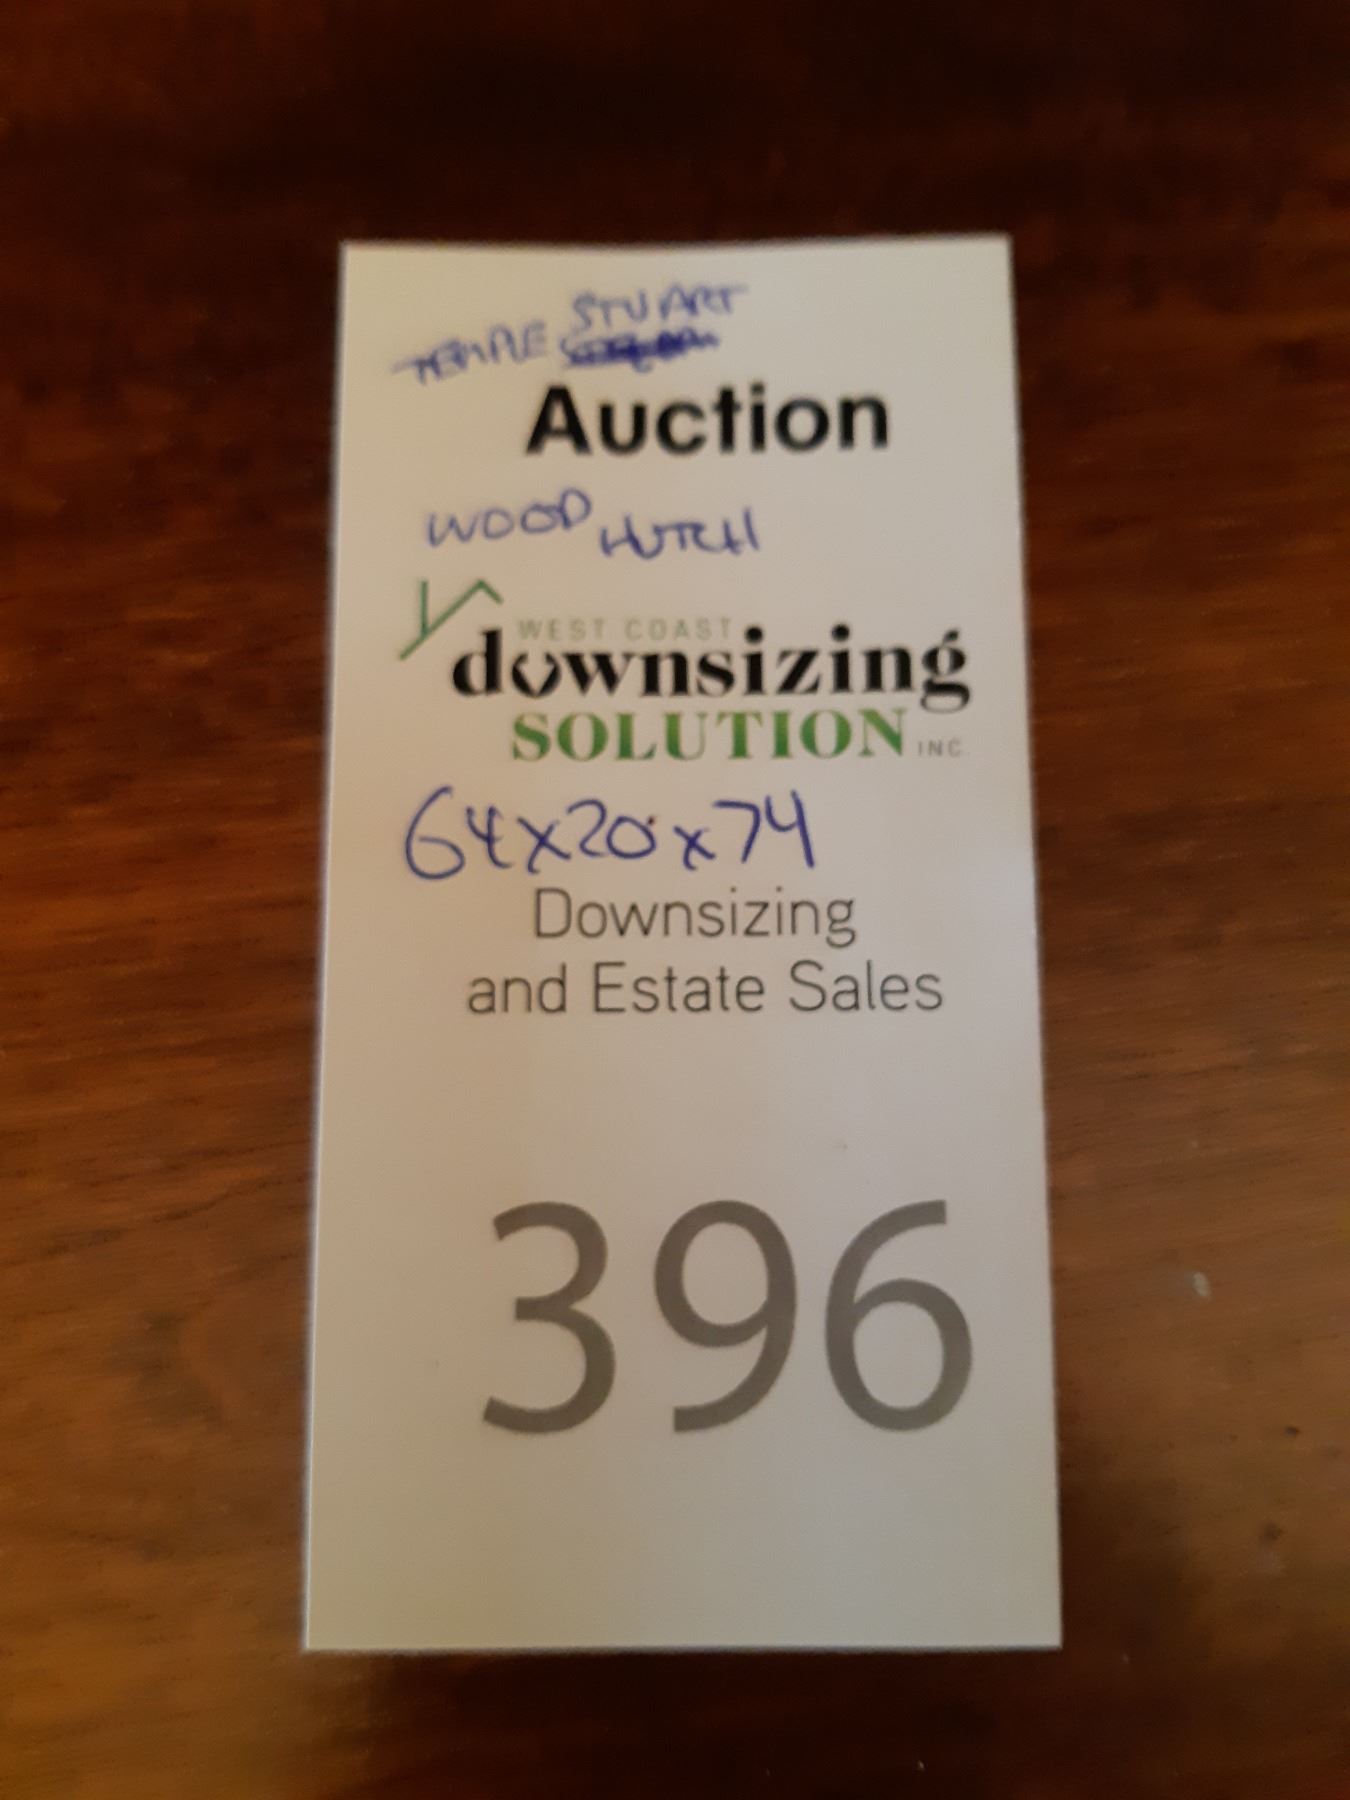 TEMPLE STUART
Auction
WOOD HUTCH
WEST COAST
downsizing
SOLUTION INC.
64x20x74
Downsizing
and Estate Sales
396